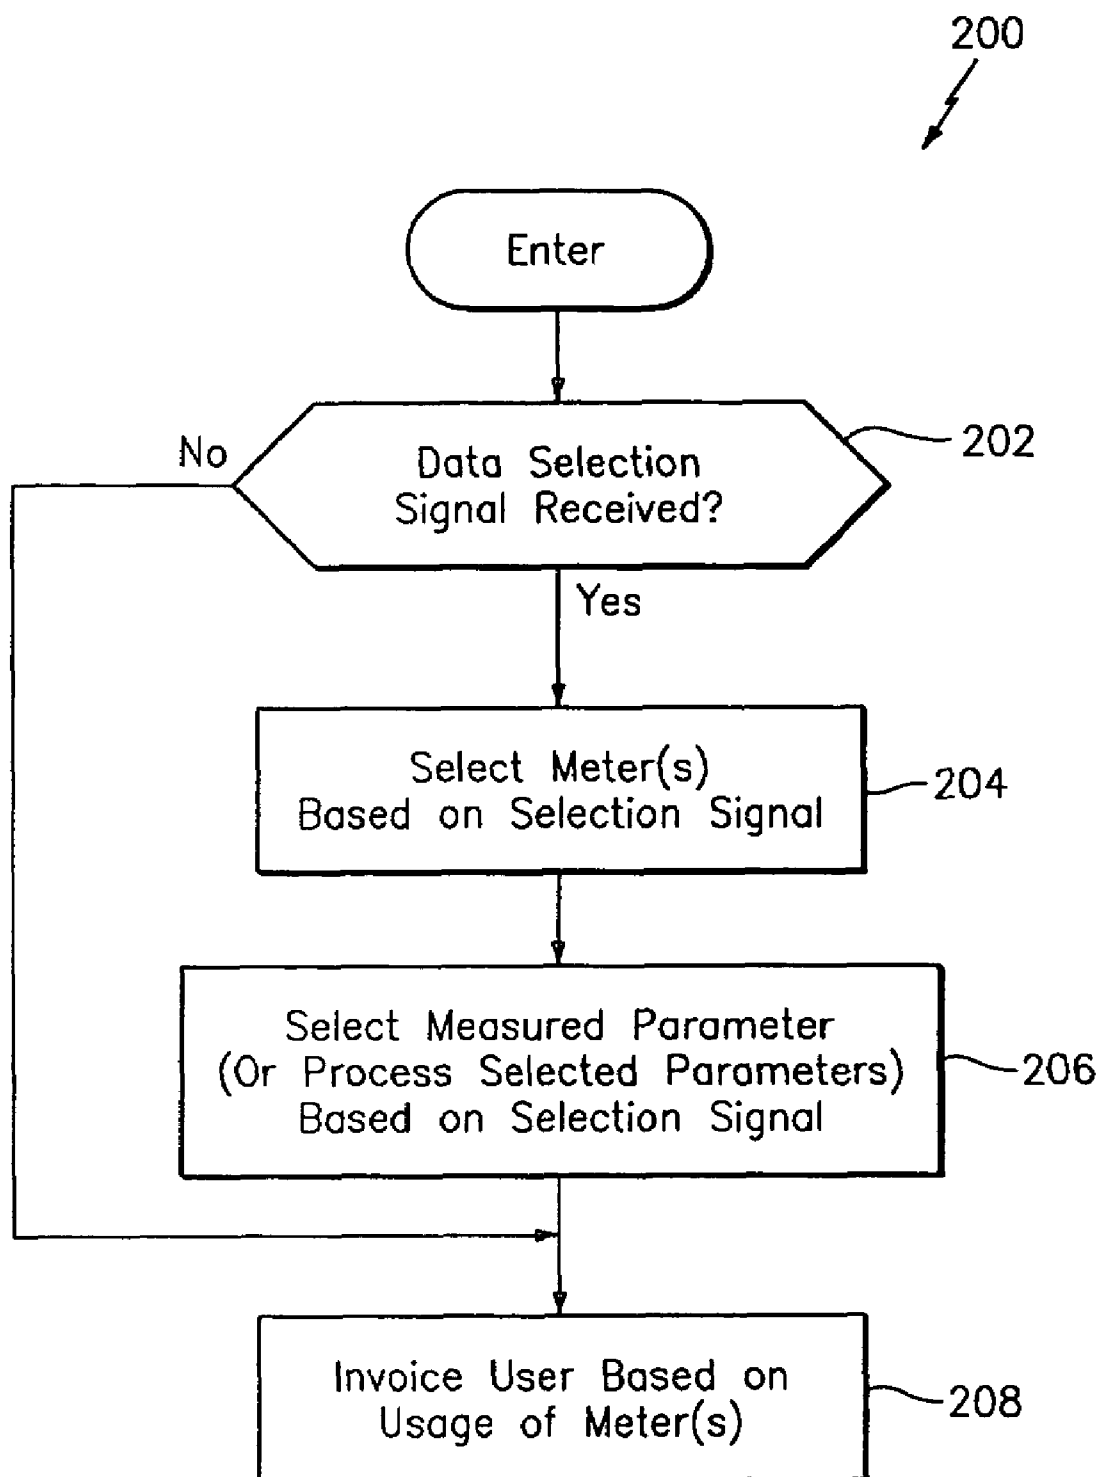 200
Enter
No
Data Selection
Signal Received?
202
Yes
Select Meter(s)
Based on Selection Signal
204
Select Measured Parameter
(Or Process Selected Parameters)
Based on Selection Signal
206
Invoice User Based on
Usage of Meter(s)
208